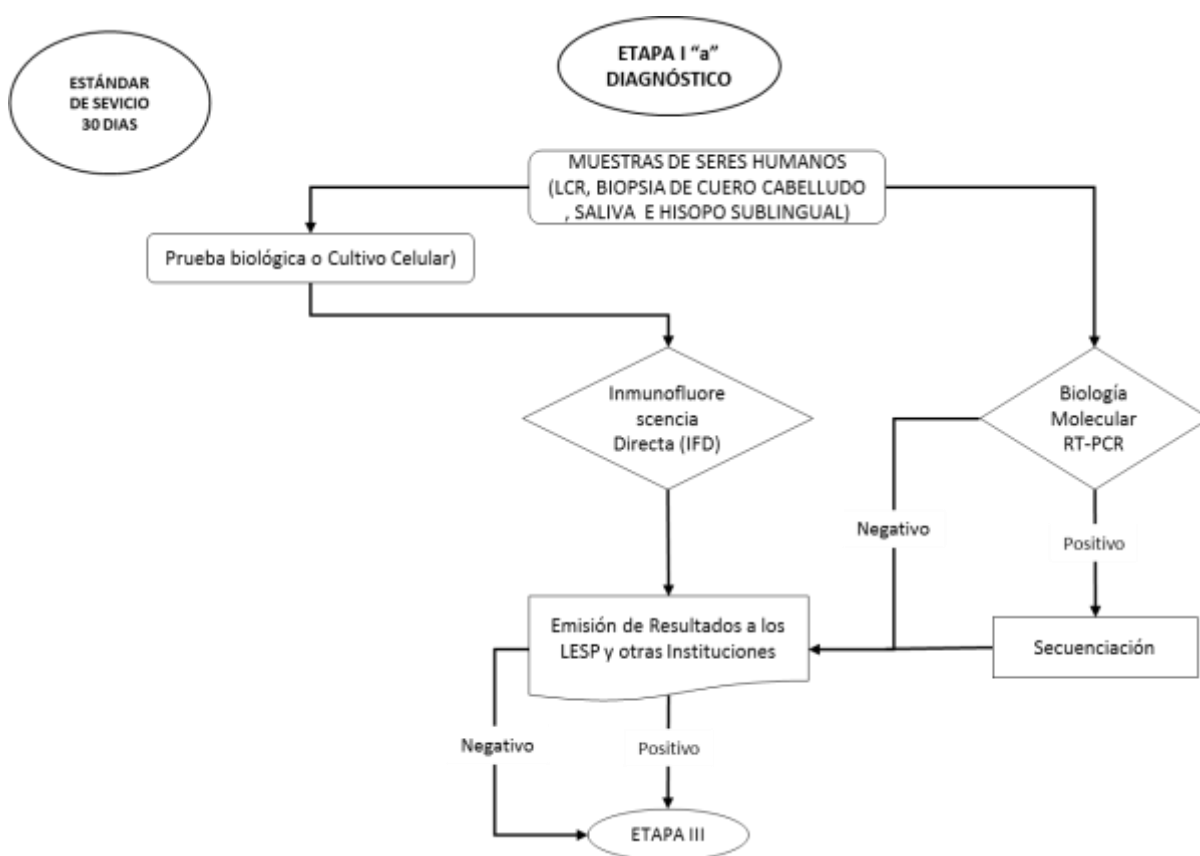 ESTÁNDAR
DE SEVICIO
30 DIAS
ETAPA I “a”
DIAGNÓSTICO
MUESTRAS DE SERES HUMANOS
(LCR, BIOPSIA DE CUERO CABELLUDO
, SALIVA E HISOPO SUBLINGUAL)
Prueba biológica o Cultivo Celular)
Inmunofluore
scencia
Directa (IFD)
Biología
Molecular
RT-PCR
Negativo
Positivo
Emisión de Resultados a los
LESP y otras Instituciones
Secuenciación
Negativo
Positivo
ETAPA III